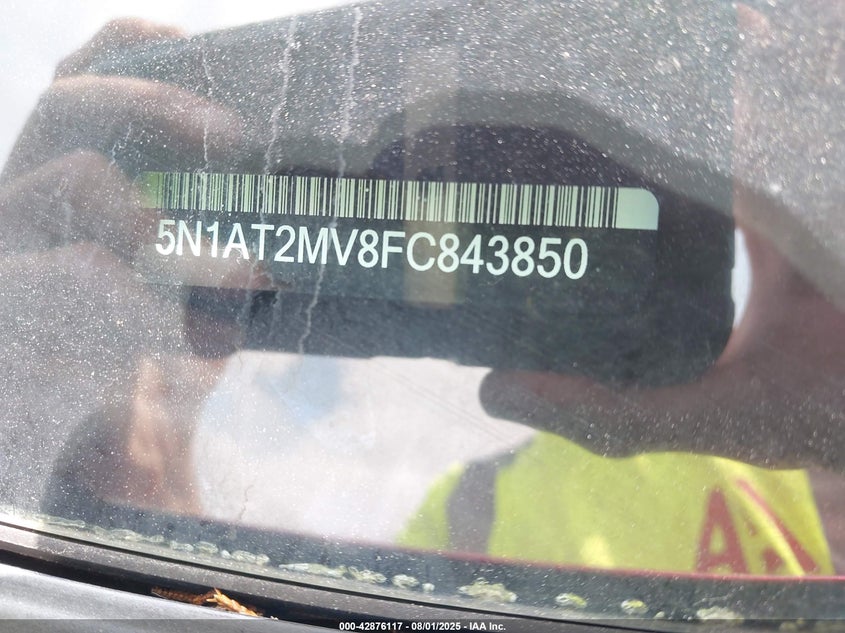 5N1AT2MV8FC843850
000-42876117 - 08/01/2025 - IAA Inc.